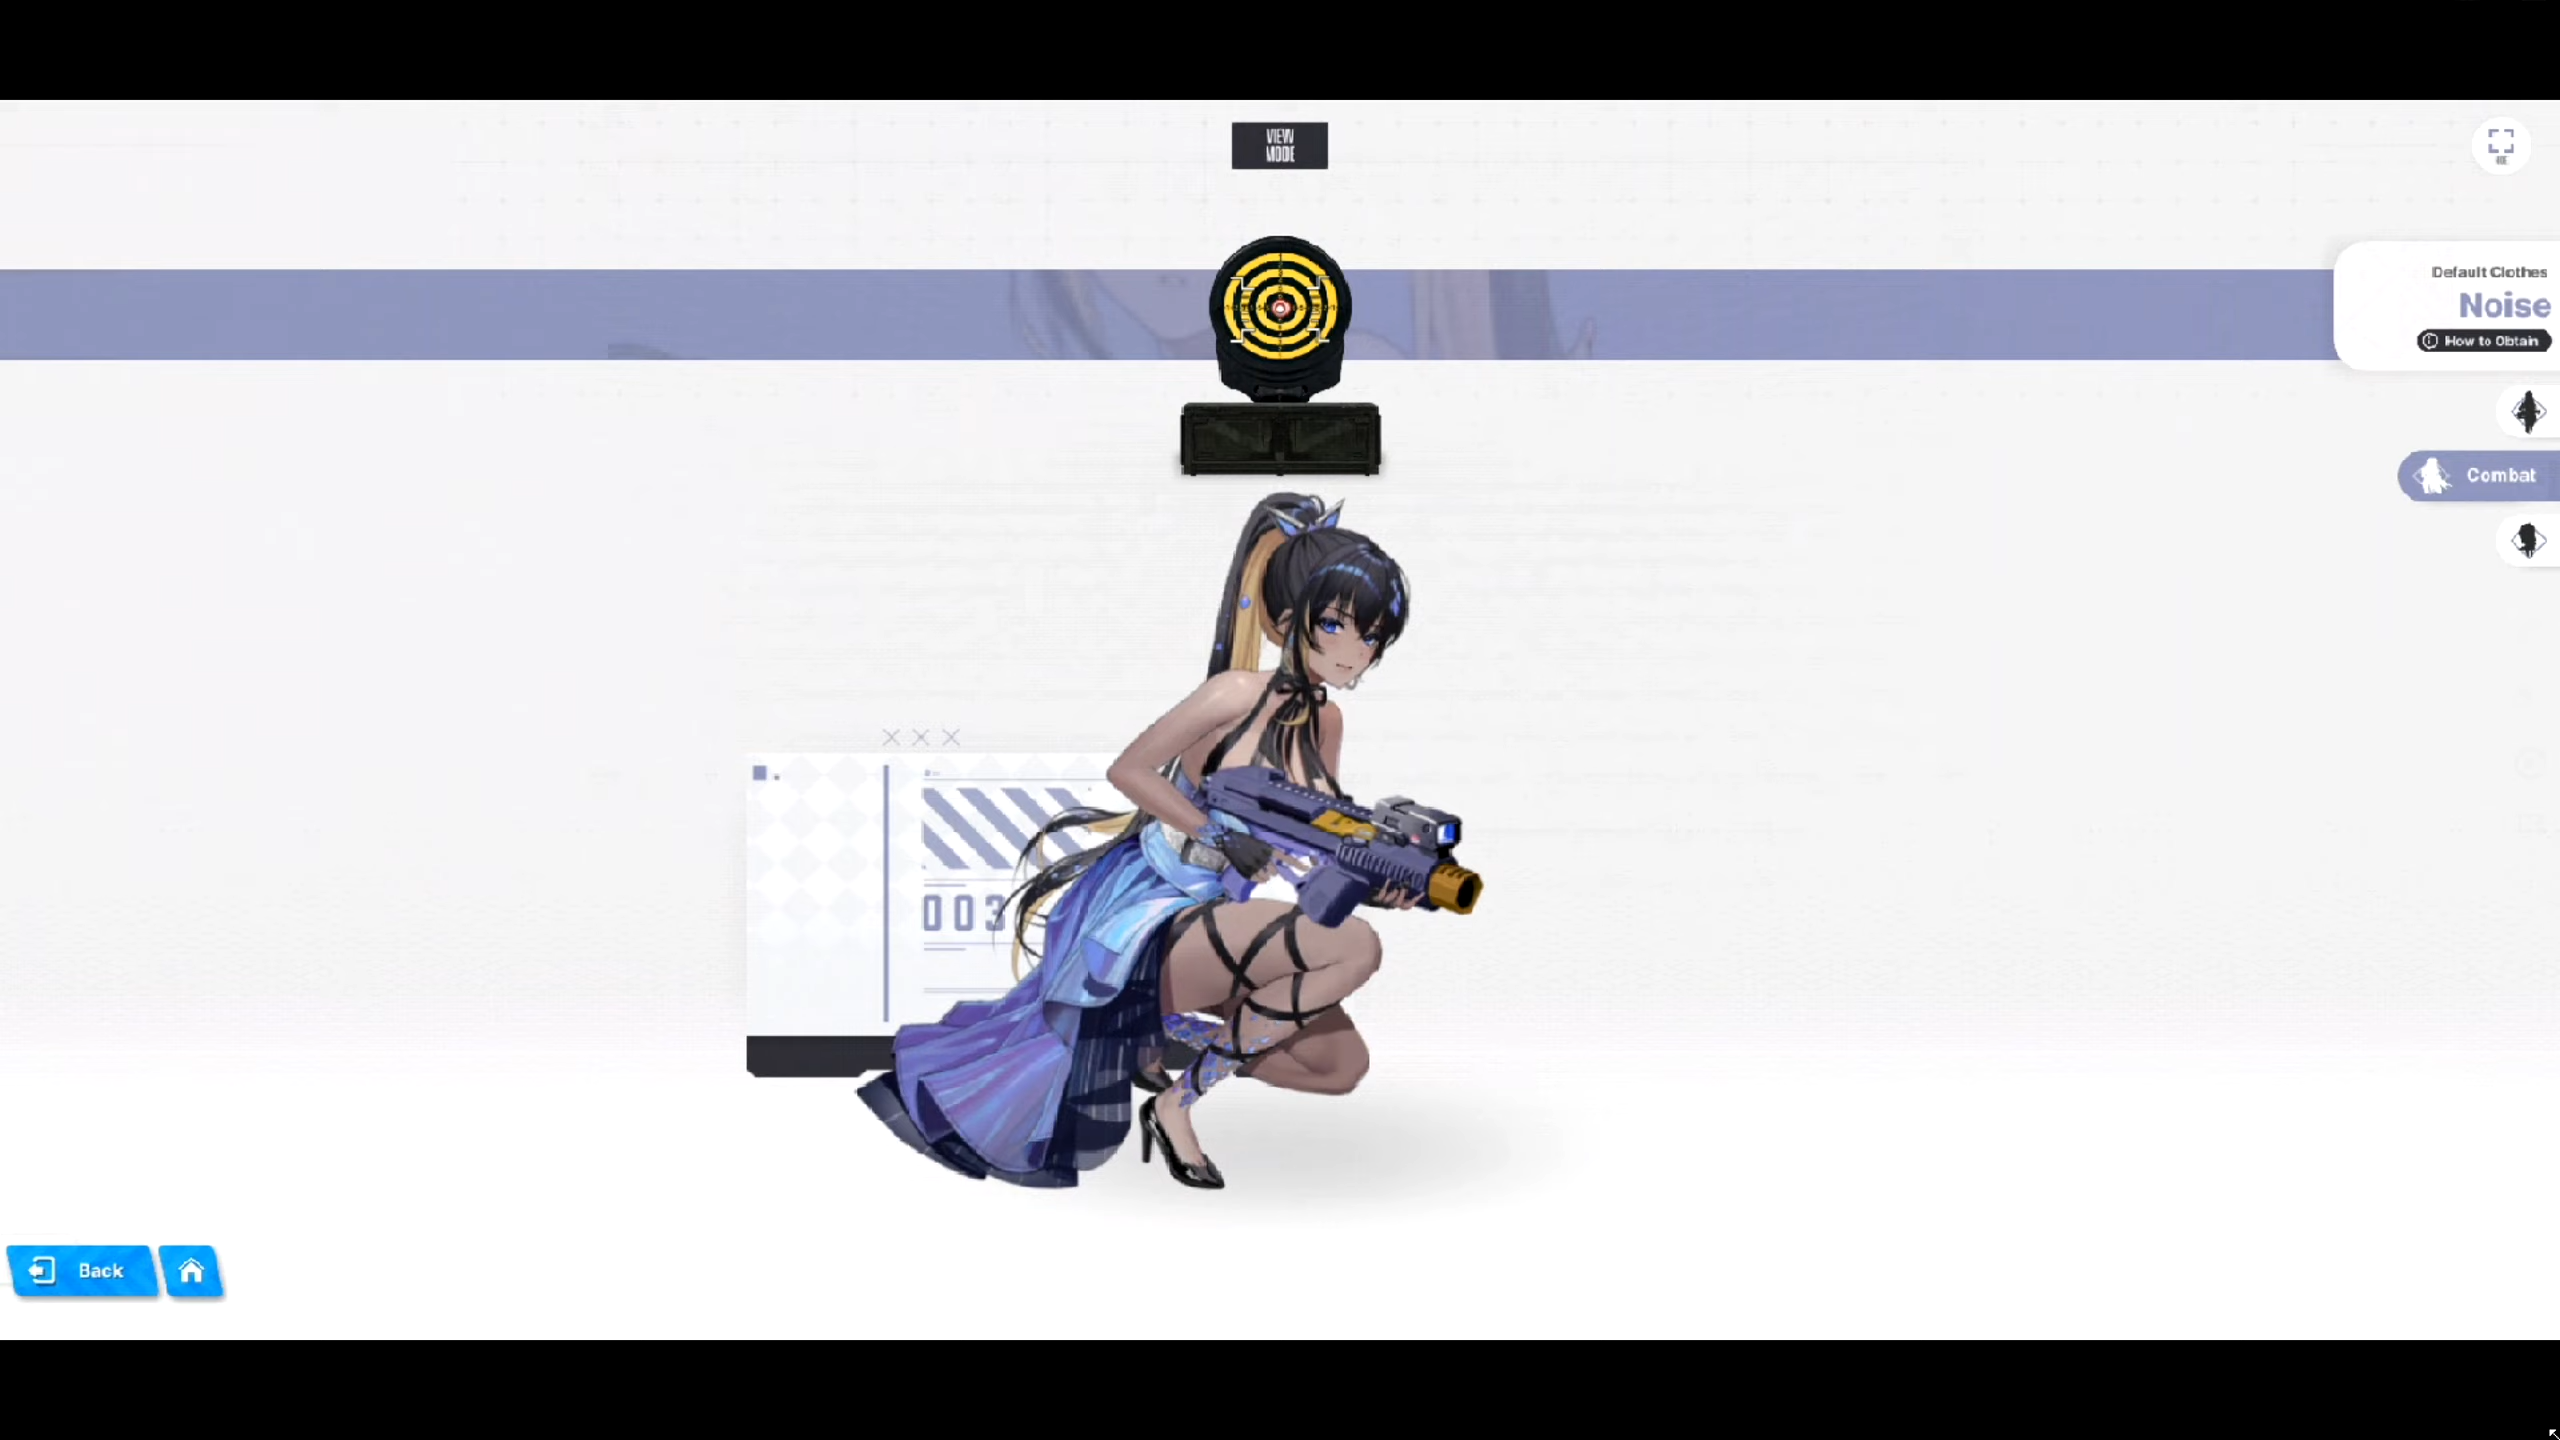 VIEW
MODE
Default Clothes
Noise
How to Obtain
Combat
003
Back